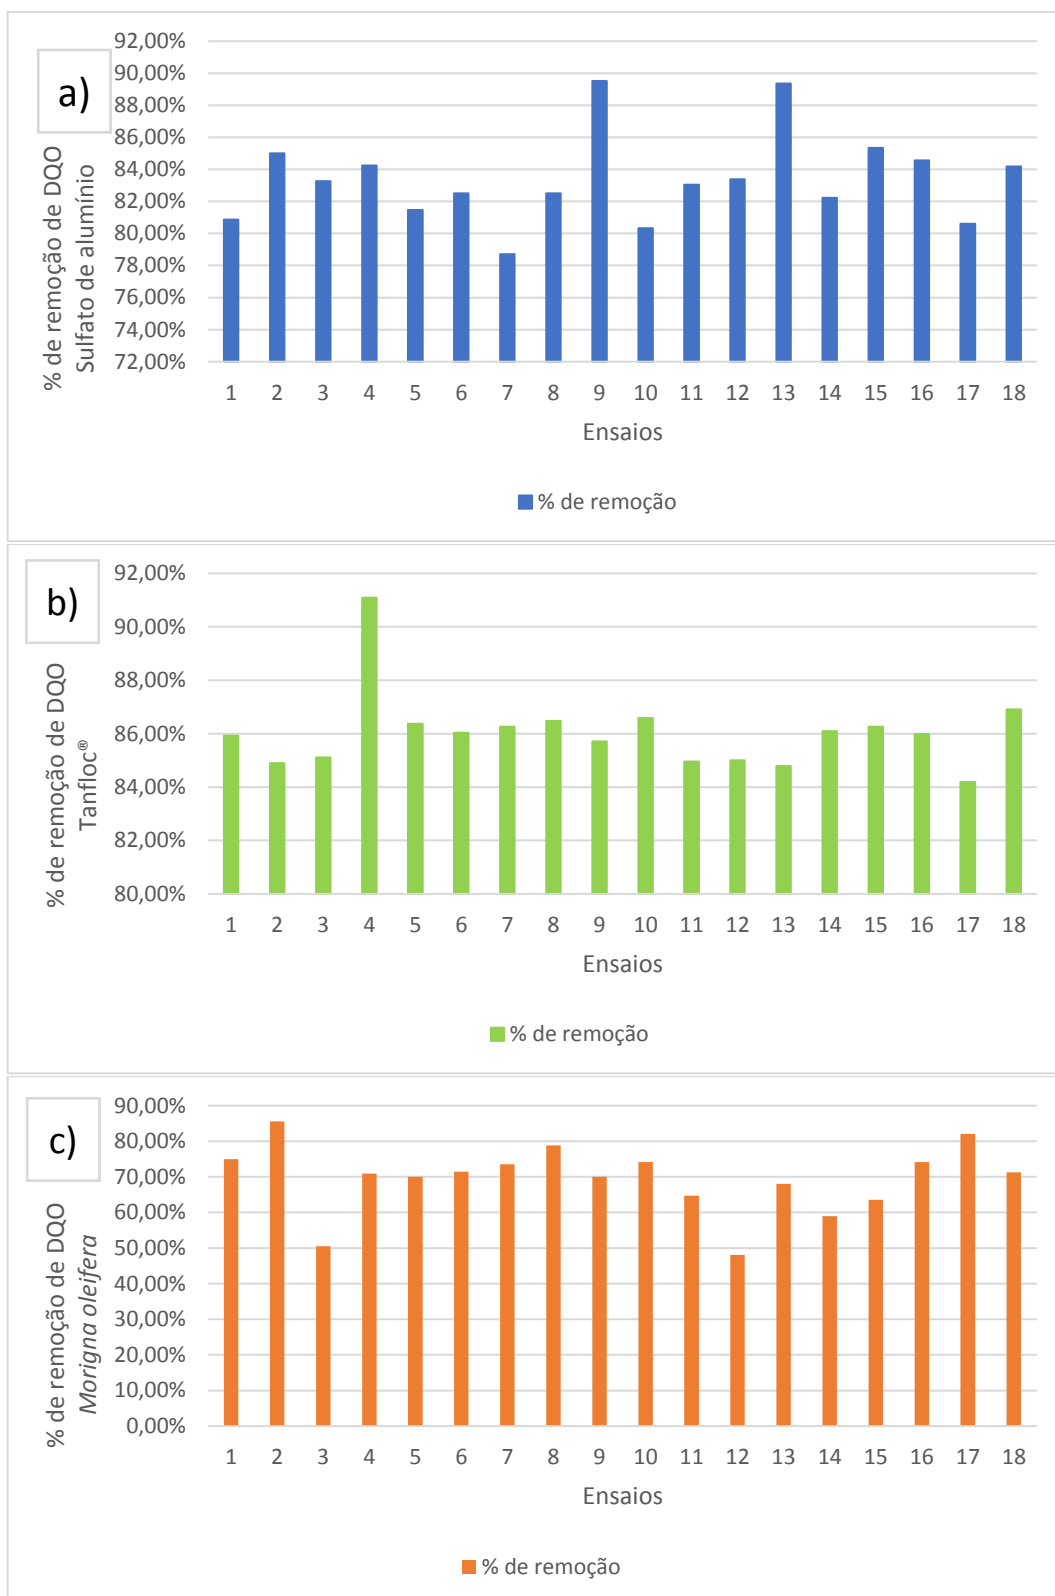 a)
% de remoção de DQO
Sulfato de alumínio
92,00%
90,00%
88,00%
86,00%
84,00%
82,00%
80,00%
78,00%
76,00%
74,00%
72,00%
1 2 3 4 5 6 7 8 9 10 11 12 13 14 15 16 17 18
Ensaios
% de remoção
b)
% de remoção de DQO
Tanfloc®
92,00%
90,00%
88,00%
86,00%
84,00%
82,00%
80,00%
1 2 3 4 5 6 7 8 9 10 11 12 13 14 15 16 17 18
Ensaios
% de remoção
c)
% de remoção de DQO
Morigna oleifera
90,00%
80,00%
70,00%
60,00%
50,00%
40,00%
30,00%
20,00%
10,00%
0,00%
1 2 3 4 5 6 7 8 9 10 11 12 13 14 15 16 17 18
Ensaios
% de remoção